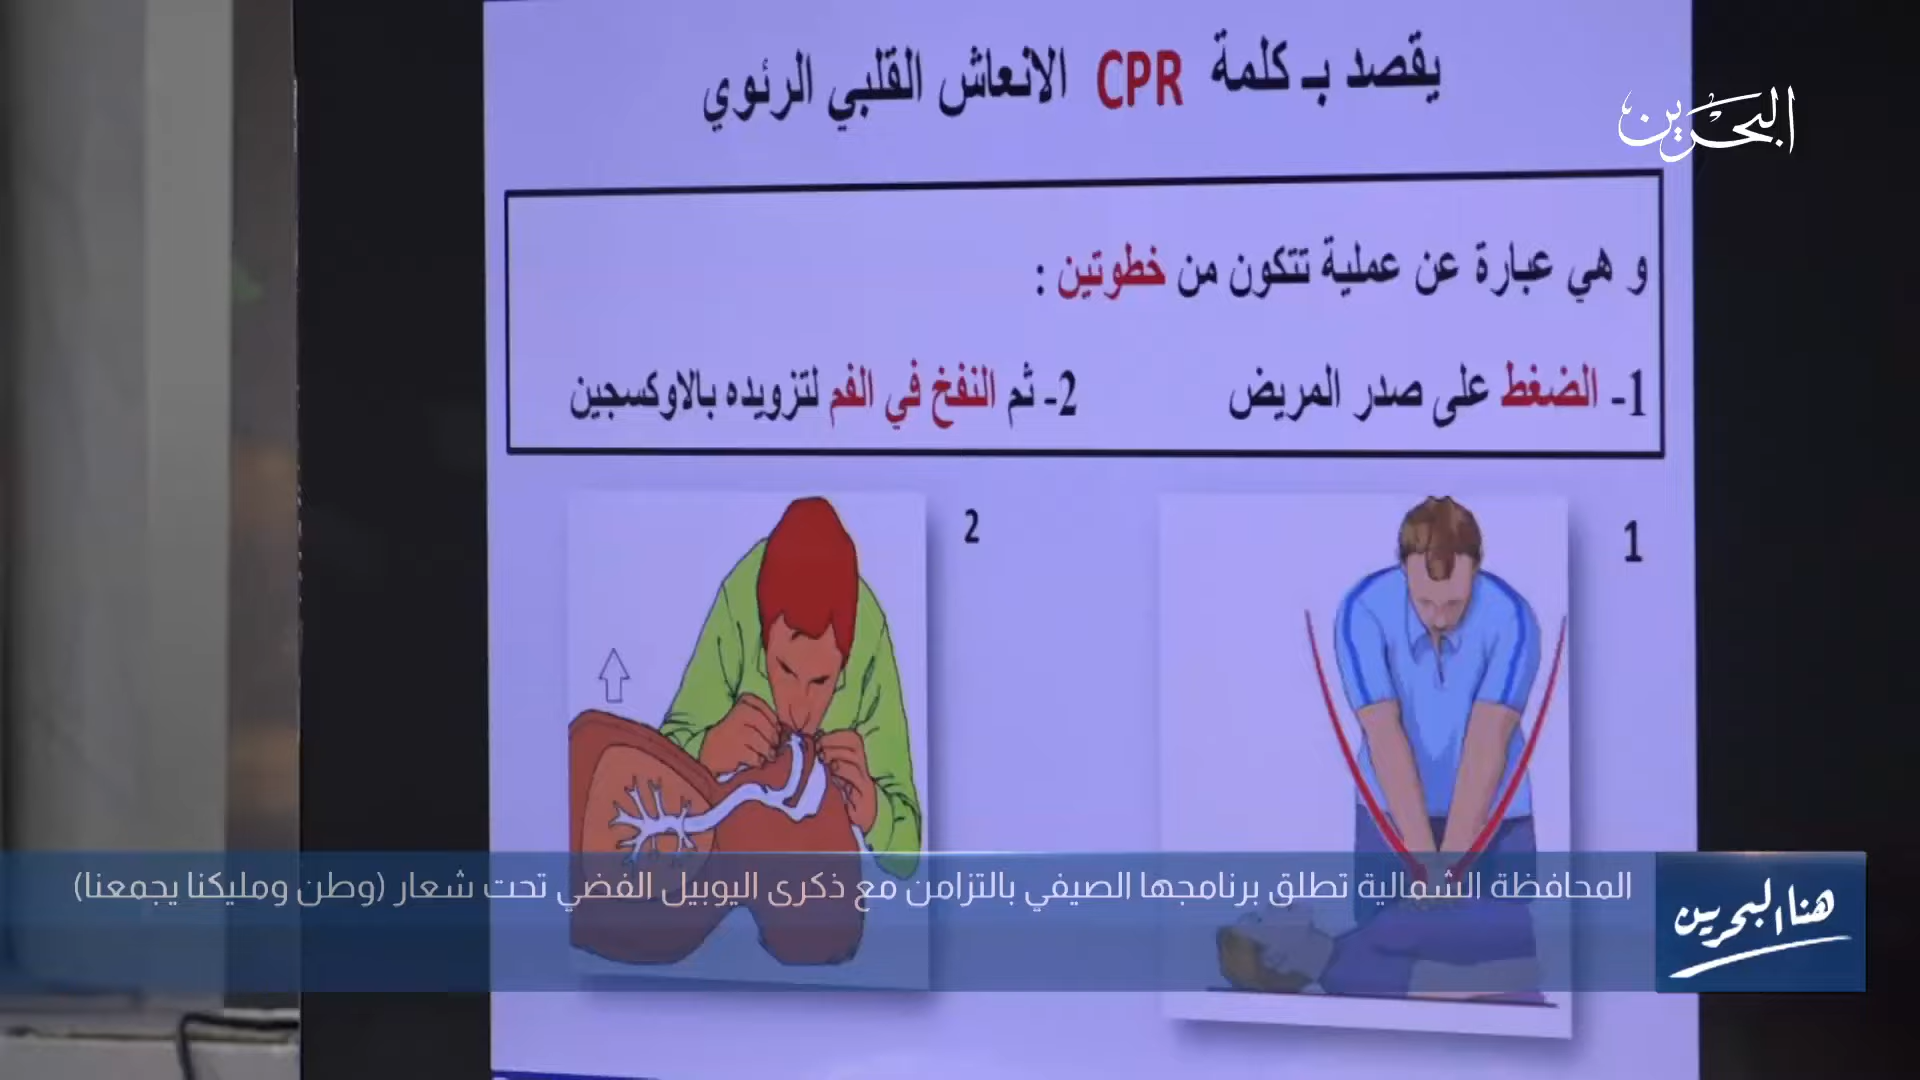 يقصد بـ كلمة CPR الانعاش القلبي الرئوي
البحرين
و هي عبارة عن عملية تتكون من خطوتين :
1- الضغط على صدر المريض
2- ثم النفخ في الفم لتزويده بالاوكسجين
1
2
المحافظة الشمالية تطلق برنامجها الصيفي بالتزامن مع ذكرى اليوبيل الفضي تحت شعار (وطن ومليكنا يجمعنا)
هنا البحرين